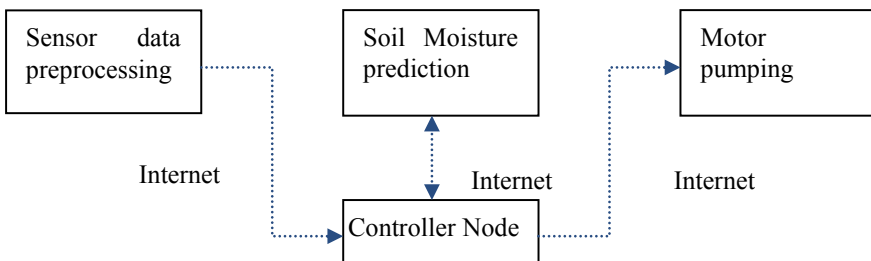 Sensor data
preprocessing
Soil Moisture
prediction
Motor
pumping
Internet
Internet
Internet
Controller Node